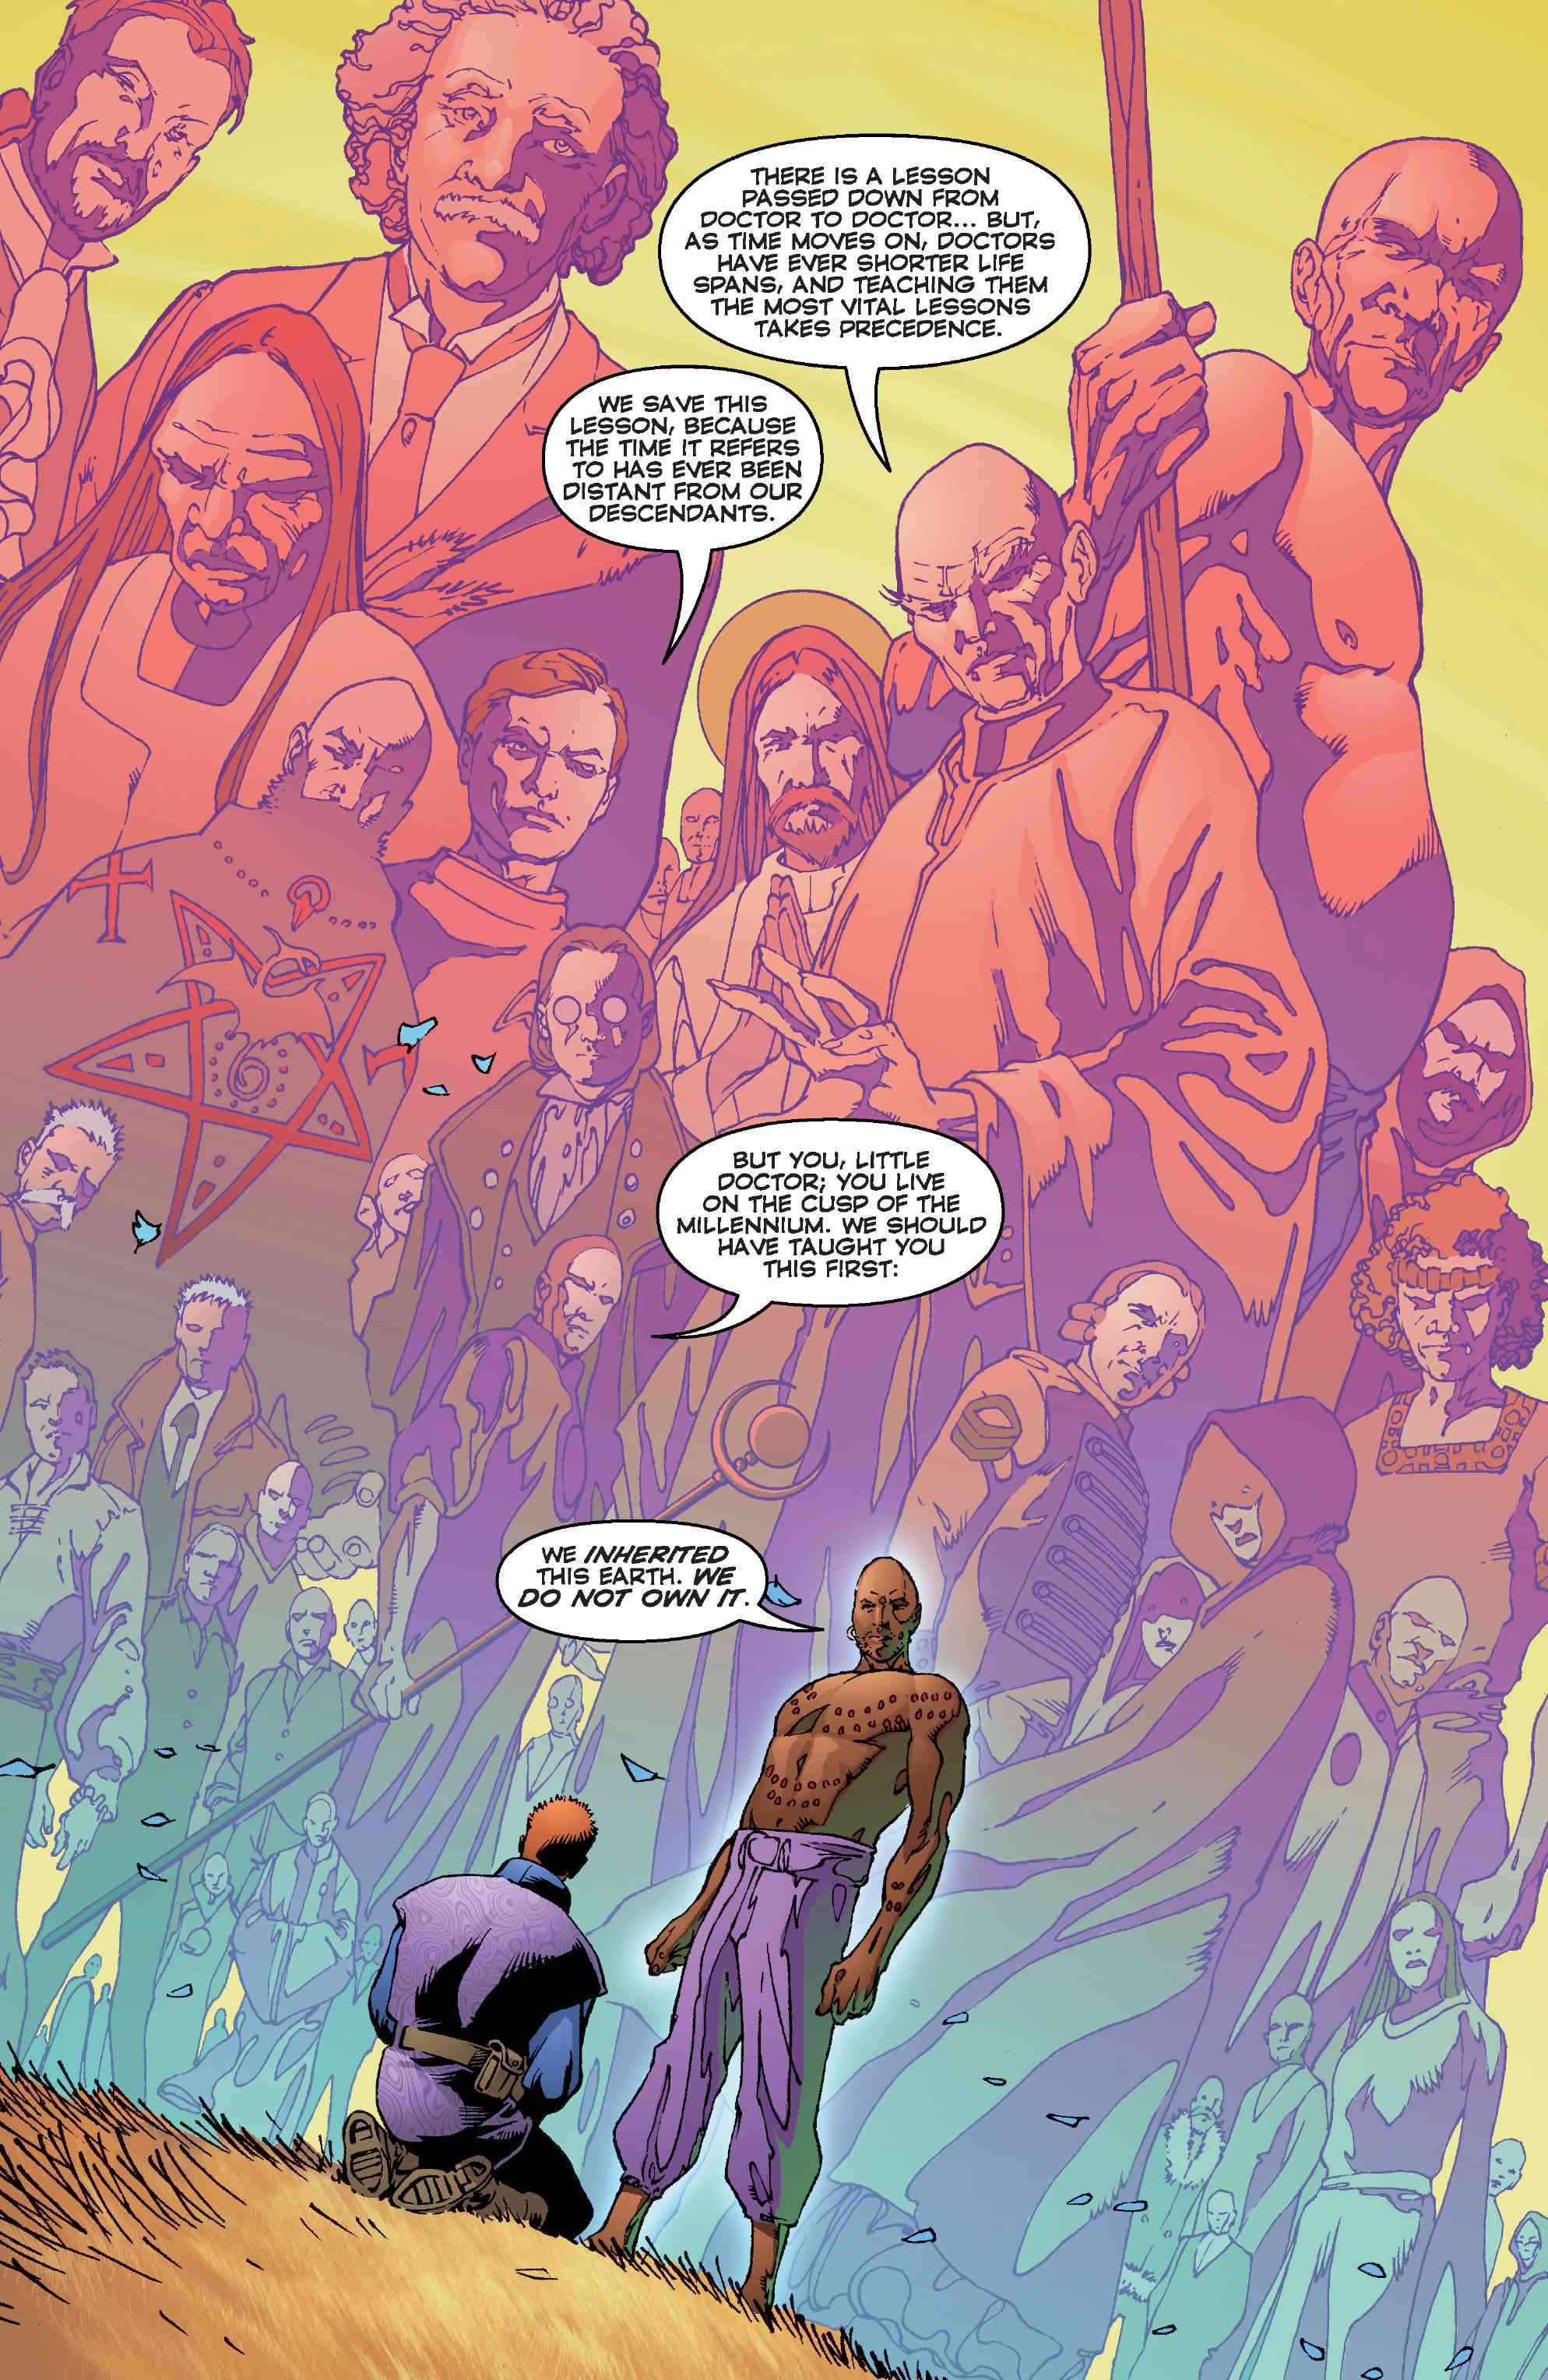 THERE IS A LESSON
PASSED DOWN FROM
DOCTOR TO DOCTOR... BUT,
AS TIME MOVES ON, DOCTORS
HAVE EVER SHORTER LIFE
SPANS, AND TEACHING THEM
THE MOST VITAL LESSONS
TAKES PRECEDENCE.
WE SAVE THIS
LESSON, BECAUSE
THE TIME IT REFERS
TO HAS EVER BEEN
DISTANT FROM OUR
DESCENDANTS.
BUT YOU, LITTLE
DOCTOR; YOU LIVE
ON THE CUSP OF THE
MILLENNIUM. WE SHOULD
HAVE TAUGHT YOU
THIS FIRST:
WE INHERITED
THIS EARTH. WE
DO NOT OWN IT.